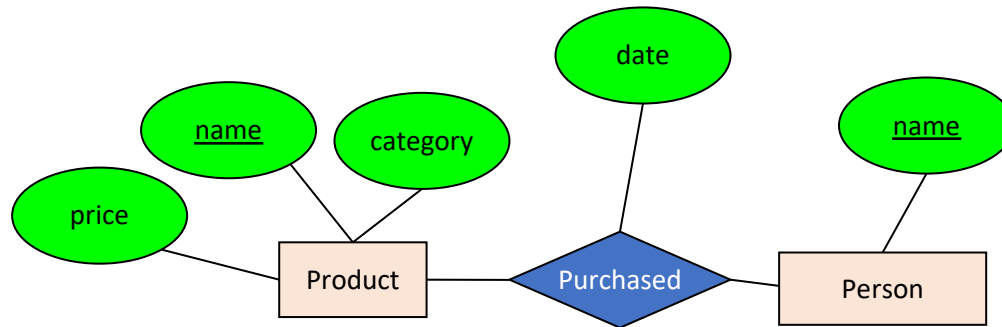 date
name
name
category
price
Product
Purchased
Person